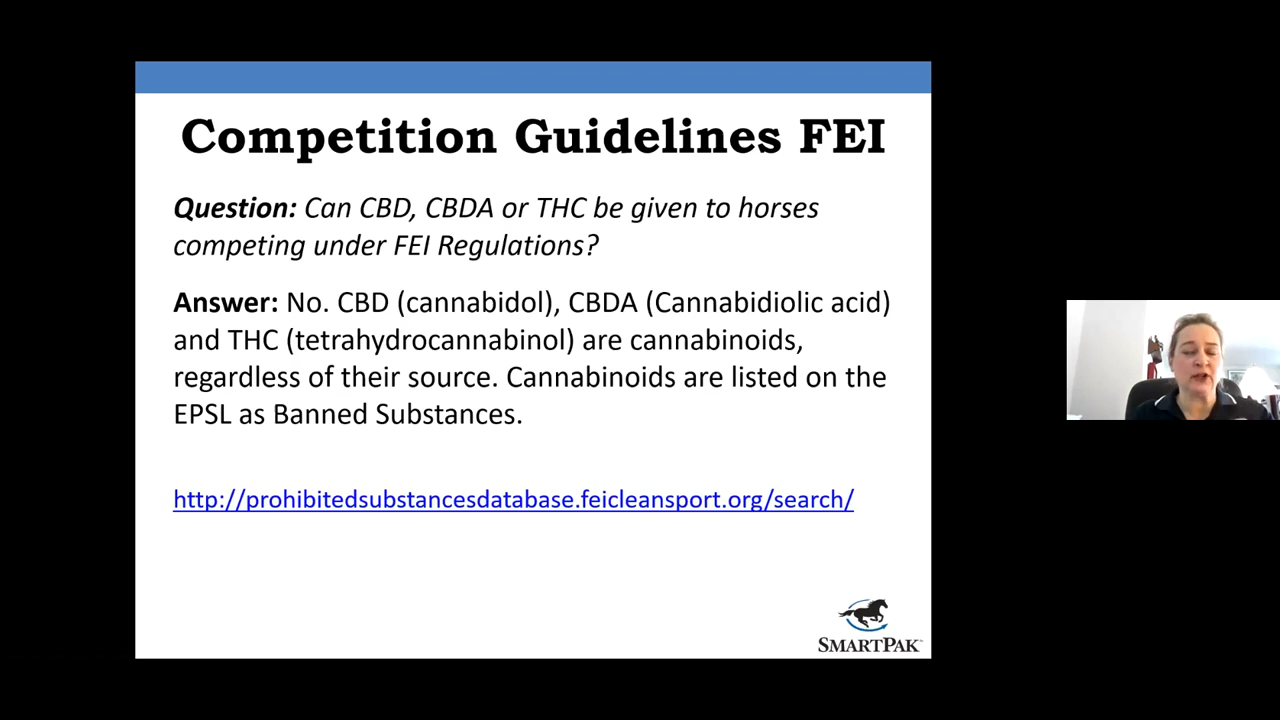 Competition Guidelines FEI
Question: Can CBD, CBDA or THC be given to horses
competing under FEI Regulations?
Answer: No. CBD (cannabidol), CBDA (Cannabidiolic acid)
and THC (tetrahydrocannabinol) are cannabinoids,
regardless of their source. Cannabinoids are listed on the
EPSL as Banned Substances.
http://prohibitedsubstancesdatabase.feicleansport.org/search/
SMARTPAK